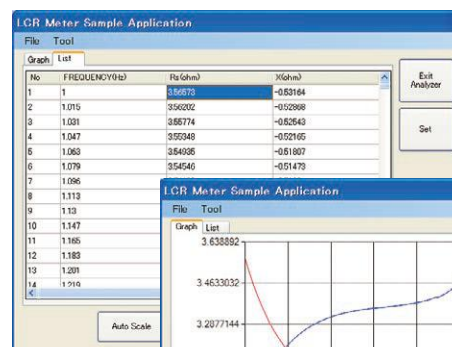 LCR Meter Sample Application
File Tool
Graph List
No FREQUENCY(Hz) Rs(ohm) X(ohm)
1 1 3.56573 -0.53164
2 1.015 3.56202 -0.52868
3 1.031 3.55774 -0.52543
4 1.047 3.55348 -0.52165
5 1.063 3.54935 -0.51807
6 1.079 3.54546 -0.51473
7 1.096
8 1.113
9 1.13
10 1.147
11 1.165
12 1.183
13 1.201
14 1.219
Exit
Analyzer
Set
Auto Scale
LCR Meter Sample Application
File Tool
Graph List
3.638892
3.4633032
3.2877144